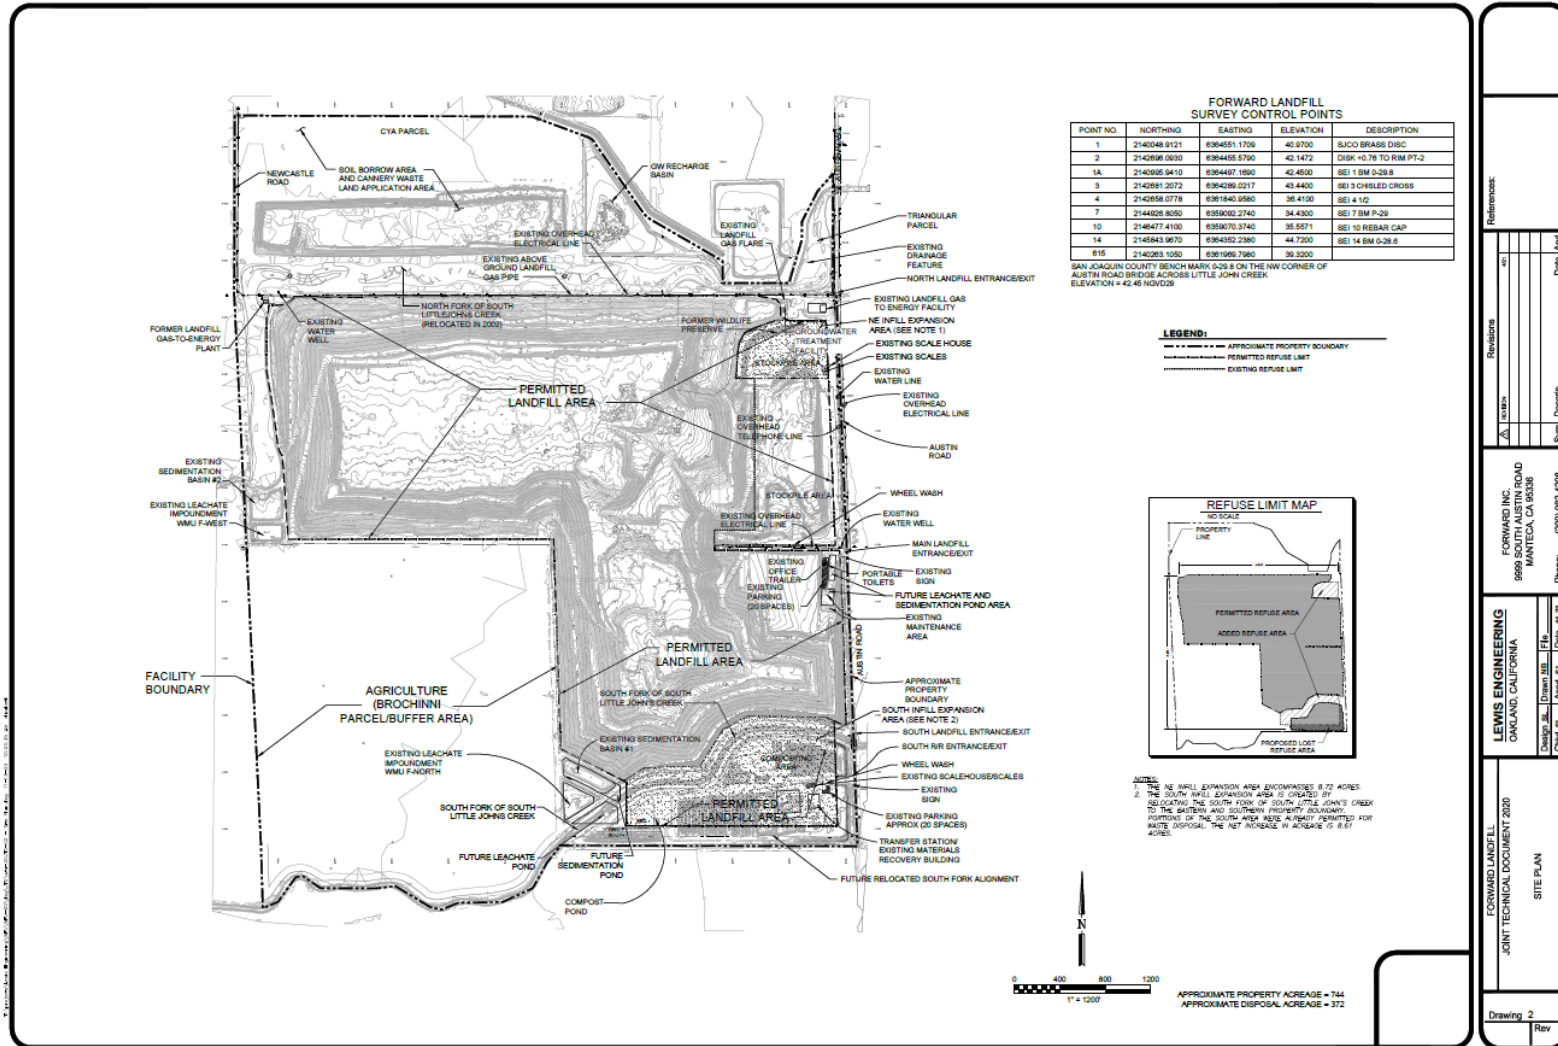 CYA PARCEL
NEWCASTLE
ROAD
SOIL BORROW AREA
AND CANNERY WASTE
LAND APPLICATION AREA
GW RECHARGE
BASIN
EXISTING
LANDFILL
GAS FLARE
EXISTING OVERHEAD
ELECTRICAL LINE
EXISTING ABOVE
GROUND LANDFILL
GAS PIPE
TRIANGULAR
PARCEL
EXISTING
DRAINAGE
FEATURE
NORTH LANDFILL ENTRANCE/EXIT
EXISTING LANDFILL GAS
TO ENERGY FACILITY
NE INFILL EXPANSION
AREA (SEE NOTE 1)
EXISTING SCALE HOUSE
EXISTING SCALES
EXISTING
WATER LINE
EXISTING
OVERHEAD
ELECTRICAL LINE
AUSTIN
ROAD
FORMER LANDFILL
GAS-TO-ENERGY
PLANT
EXISTING
WATER
WELL
NORTH FORK OF SOUTH
LITTLEJOHNS CREEK
(RELOCATED IN 2002)
FORMER WILDLIFE
PRESERVE
GROUNDWATER
TREATMENT
FACILITY
STOCKPILE AREA
PERMITTED
LANDFILL AREA
EXISTING
OVERHEAD
TELEPHONE LINE
EXISTING
SEDIMENTATION
BASIN #2
EXISTING LEACHATE
IMPOUNDMENT
WMU F-WEST
STOCKPILE AREA
EXISTING OVERHEAD
ELECTRICAL LINE
WHEEL WASH
EXISTING
WATER WELL
MAIN LANDFILL
ENTRANCE/EXIT
EXISTING
OFFICE
TRAILER
EXISTING
PARKING
(20 SPACES)
PORTABLE
TOILETS
EXISTING
SIGN
FUTURE LEACHATE AND
SEDIMENTATION POND AREA
EXISTING
MAINTENANCE
AREA
AUSTIN ROAD
PERMITTED
LANDFILL AREA
FACILITY
BOUNDARY
AGRICULTURE
(BROCHINNI
PARCEL/BUFFER AREA)
SOUTH FORK OF SOUTH
LITTLE JOHN'S CREEK
APPROXIMATE
PROPERTY
BOUNDARY
SOUTH INFILL EXPANSION
AREA (SEE NOTE 2)
SOUTH LANDFILL ENTRANCE/EXIT
SOUTH R/R ENTRANCE/EXIT
WHEEL WASH
EXISTING SCALEHOUSE/SCALES
EXISTING
SIGN
EXISTING PARKING
APPROX (20 SPACES)
TRANSFER STATION/
EXISTING MATERIALS
RECOVERY BUILDING
FUTURE RELOCATED SOUTH FORK ALIGNMENT
EXISTING SEDIMENTATION
BASIN #1
EXISTING LEACHATE
IMPOUNDMENT
WMU F-NORTH
COMPOSTING
AREA
PERMITTED
LANDFILL AREA
SOUTH FORK OF SOUTH
LITTLE JOHNS CREEK
FUTURE LEACHATE
POND
FUTURE
SEDIMENTATION
POND
COMPOST
POND
FORWARD LANDFILL
SURVEY CONTROL POINTS
POINT NO. NORTHING EASTING ELEVATION DESCRIPTION
1 2140048.9121 6364551.1709 40.9700 SJCO BRASS DISC
2 2142696.0930 6364455.5790 42.1472 DISK +0.76 TO RIM PT-2
1A 2140995.9410 6364497.1690 42.4500 SEI 1 BM 0-29.8
3 2142681.2072 6364289.0217 43.4400 SEI 3 CHISLED CROSS
4 2142658.0778 6361840.9580 36.4100 SEI 4 1/2
7 2144926.8050 6359092.2740 34.4300 SEI 7 BM P-29
10 2146477.4100 6359070.3740 35.5571 SEI 10 REBAR CAP
14 2145843.9670 6364352.2380 44.7200 SEI 14 BM 0-28.6
615 2140263.1050 6361969.7980 39.3200
SAN JOAQUIN COUNTY BENCH MARK 0-29.8 ON THE NW CORNER OF
AUSTIN ROAD BRIDGE ACROSS LITTLE JOHN CREEK
ELEVATION = 42.45 NGVD29
LEGEND:
APPROXIMATE PROPERTY BOUNDARY
PERMITTED REFUSE LIMIT
EXISTING REFUSE LIMIT
REFUSE LIMIT MAP
NO SCALE
PROPERTY
LINE
PERMITTED REFUSE AREA
ADDED REFUSE AREA
PROPOSED LOST
REFUSE AREA
NOTES:
1. THE NE INFILL EXPANSION AREA ENCOMPASSES 8.72 ACRES.
2. THE SOUTH INFILL EXPANSION AREA IS CREATED BY
RELOCATING THE SOUTH FORK OF SOUTH LITTLE JOHN'S CREEK
TO THE EASTERN AND SOUTHERN PROPERTY BOUNDARY.
PORTIONS OF THE SOUTH AREA WERE ALREADY PERMITTED FOR
WASTE DISPOSAL. THE NET INCREASE IN ACREAGE IS 8.61
ACRES.
N
0 400 800 1200
1" = 1200'
APPROXIMATE PROPERTY ACREAGE = 744
APPROXIMATE DISPOSAL ACREAGE = 372
References:
Revisions
FORWARD INC.
9999 SOUTH AUSTIN ROAD
MANTECA, CA 95336
LEWIS ENGINEERING
OAKLAND, CALIFORNIA
FORWARD LANDFILL
JOINT TECHNICAL DOCUMENT 2020
SITE PLAN
Drawing 2
Rev